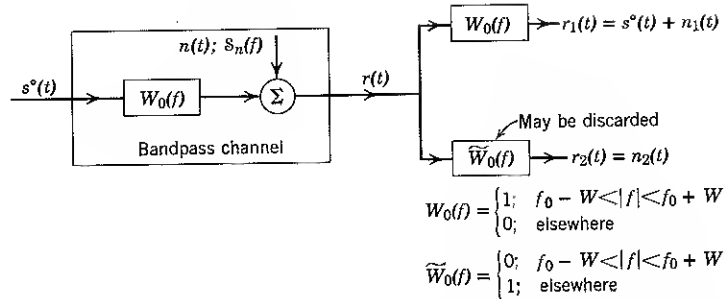 n(t); 𝒮ₙ(f)
s°(t)
W₀(f)
Σ
r(t)
Bandpass channel
W₀(f)
r₁(t) = s°(t) + n₁(t)
May be discarded
W̃₀(f)
r₂(t) = n₂(t)
W₀(f) = {1; f₀ − W<|f|<f₀ + W
0; elsewhere
W̃₀(f) = {0; f₀ − W<|f|<f₀ + W
1; elsewhere